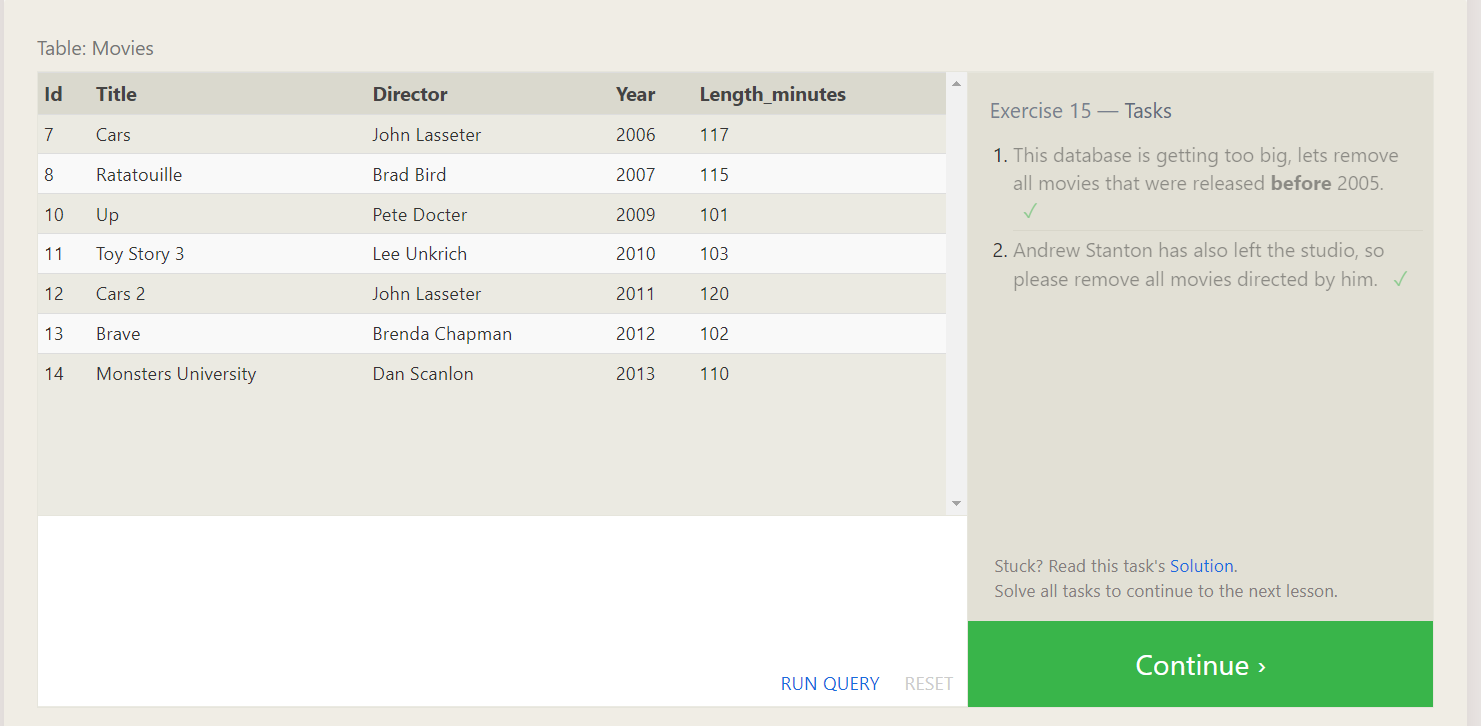 Table: Movies
Id Title Director Year Length_minutes
7 Cars John Lasseter 2006 117
8 Ratatouille Brad Bird 2007 115
10 Up Pete Docter 2009 101
11 Toy Story 3 Lee Unkrich 2010 103
12 Cars 2 John Lasseter 2011 120
13 Brave Brenda Chapman 2012 102
14 Monsters University Dan Scanlon 2013 110
RUN QUERY RESET
Exercise 15 — Tasks
1. This database is getting too big, lets remove
all movies that were released before 2005.
✓
2. Andrew Stanton has also left the studio, so
please remove all movies directed by him. ✓
Stuck? Read this task's Solution.
Solve all tasks to continue to the next lesson.
Continue ›